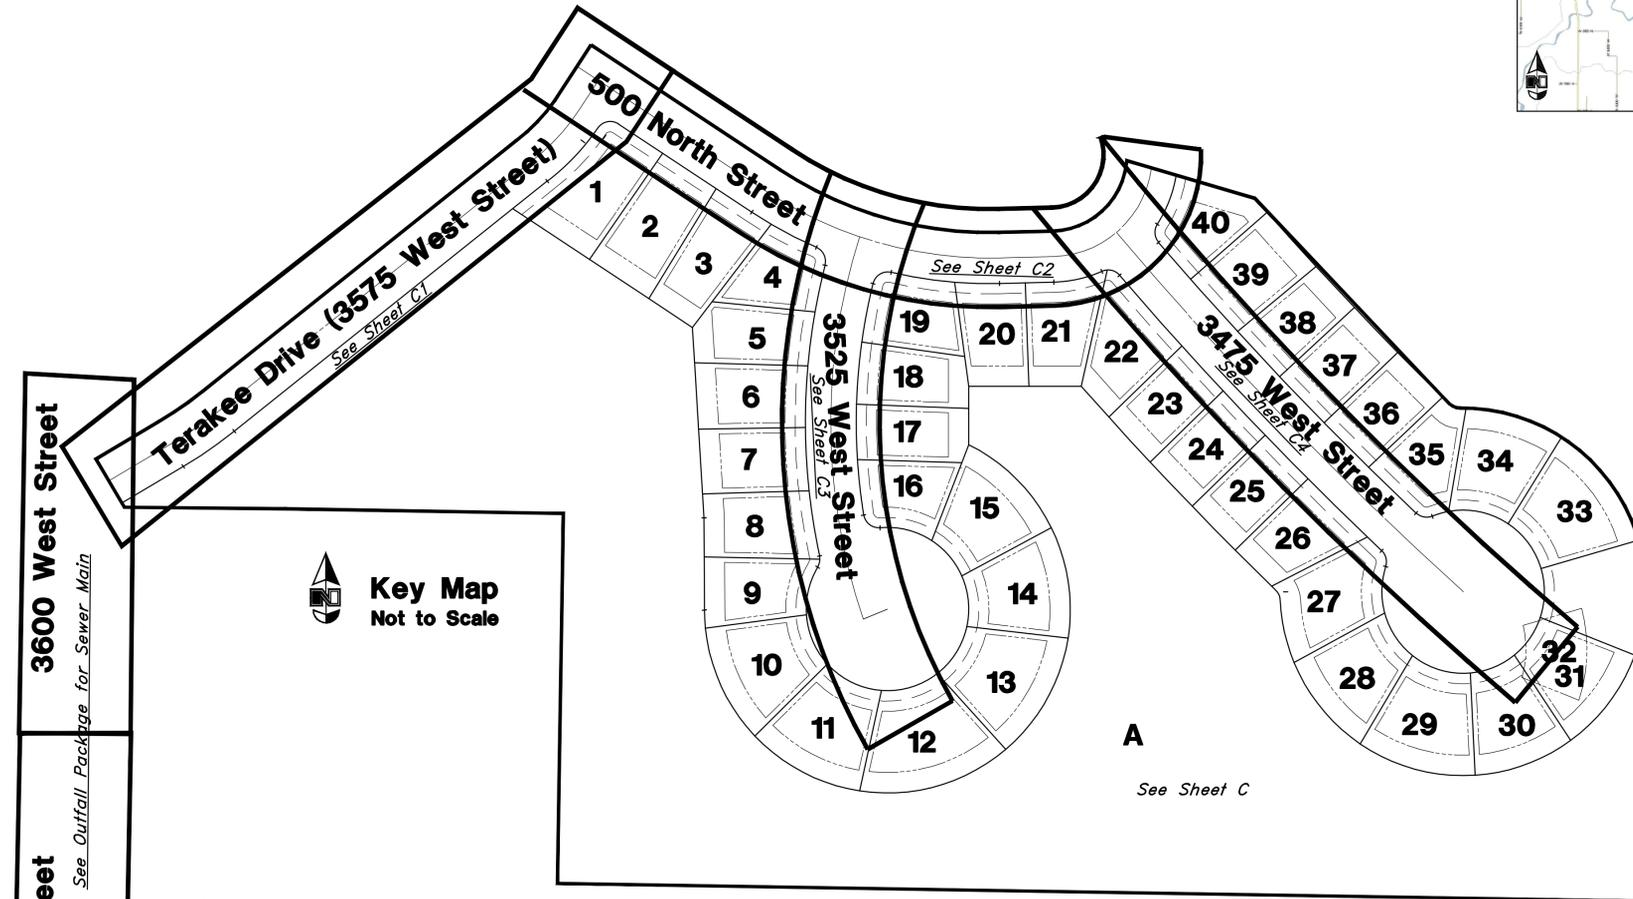 500 North Street
Terakee Drive (3575 West Street)
See Sheet C1
3600 West Street
See Outfall Package for Sewer Main
eet
Key Map
Not to Scale
See Sheet C2
3525 West Street
See Sheet C3
3475 West Street
See Sheet C4
1
2
3
4
5
6
7
8
9
10
11
12
13
14
15
16
17
18
19
20
21
22
23
24
25
26
27
28
29
30
31
32
33
34
35
36
37
38
39
40
A
See Sheet C